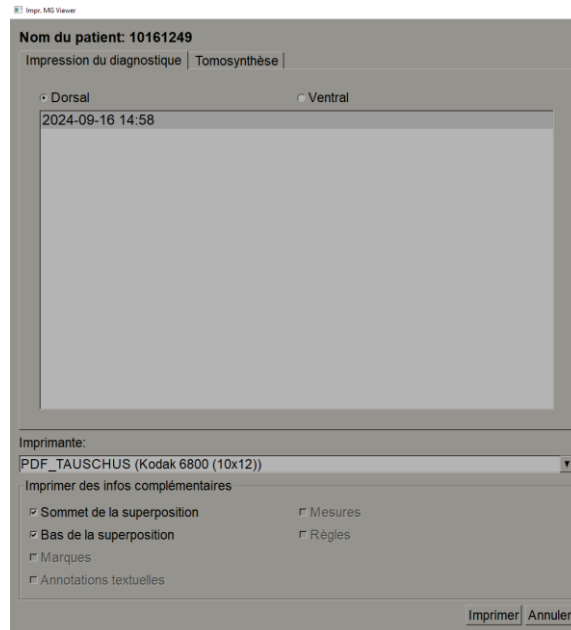 Impr. MG Viewer
Nom du patient: 10161249
Impression du diagnostique Tomosynthèse
Dorsal Ventral
2024-09-16 14:58
Imprimante:
PDF_TAUSCHUS (Kodak 6800 (10x12))
Imprimer des infos complémentaires
Sommet de la superposition Mesures
Bas de la superposition Règles
Marques
Annotations textuelles
Imprimer Annuler